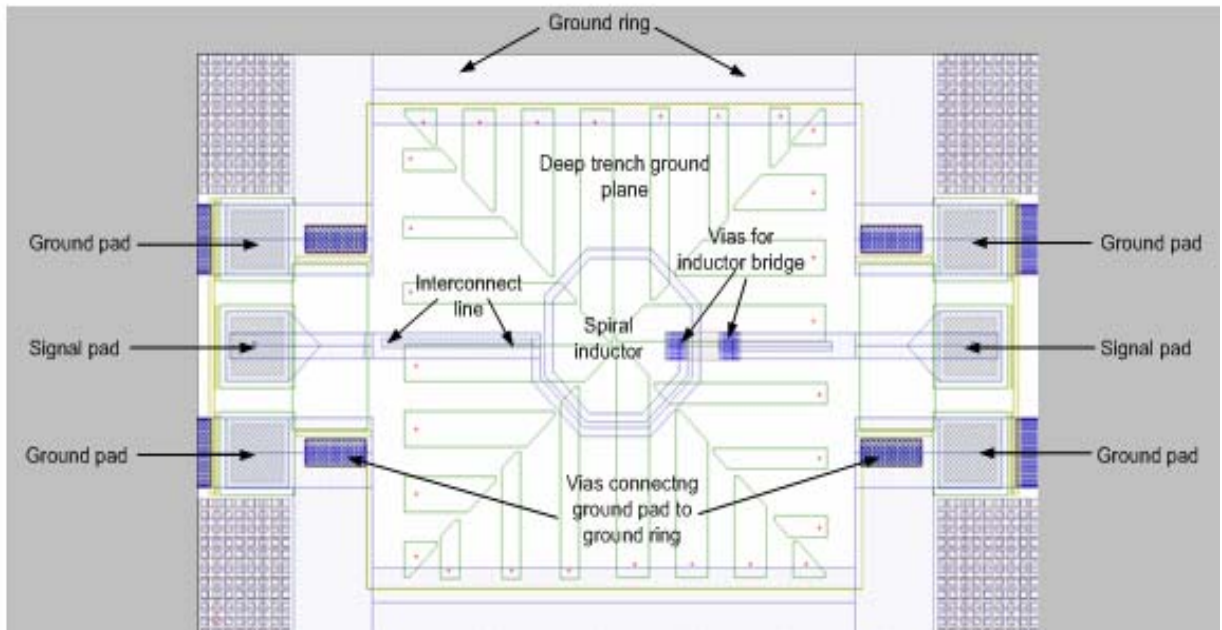 Ground ring
Deep trench ground
plane
Ground pad
Vias for
inductor bridge
Ground pad
Interconnect
line
Spiral
inductor
Signal pad
Signal pad
Ground pad
Vias connectng
ground pad to
ground ring
Ground pad